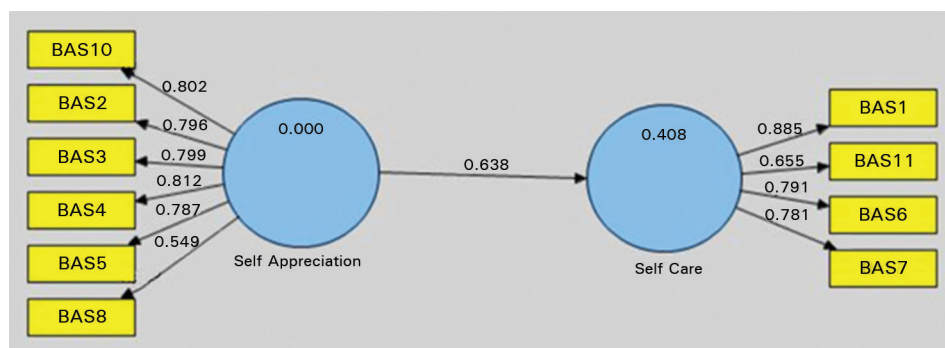 BAS10
BAS2
BAS3
BAS4
BAS5
BAS8
0.802
0.796
0.799
0.812
0.787
0.549
0.000
Self Appreciation
0.638
0.408
Self Care
0.885
0.655
0.791
0.781
BAS1
BAS11
BAS6
BAS7